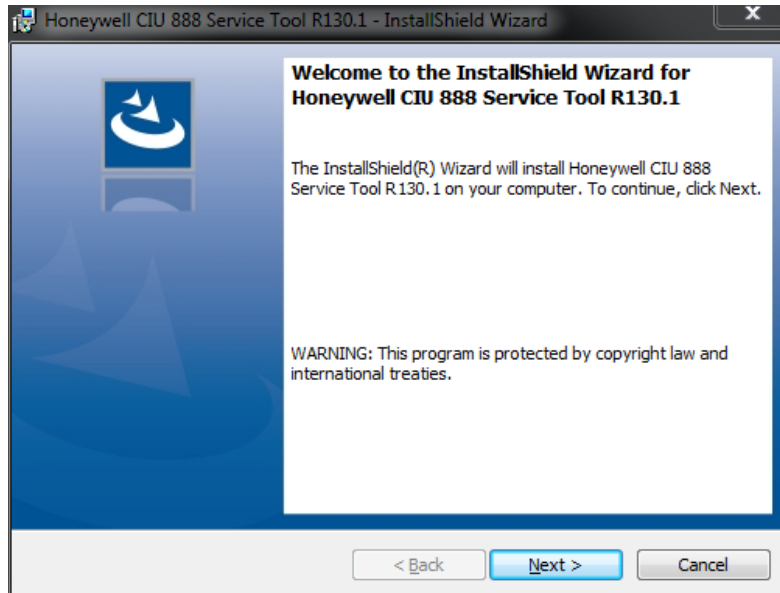 Honeywell CIU 888 Service Tool R130.1 - InstallShield Wizard
x
Welcome to the InstallShield Wizard for
Honeywell CIU 888 Service Tool R130.1
The InstallShield(R) Wizard will install Honeywell CIU 888
Service Tool R130.1 on your computer. To continue, click Next.
WARNING: This program is protected by copyright law and
international treaties.
< Back
Next >
Cancel